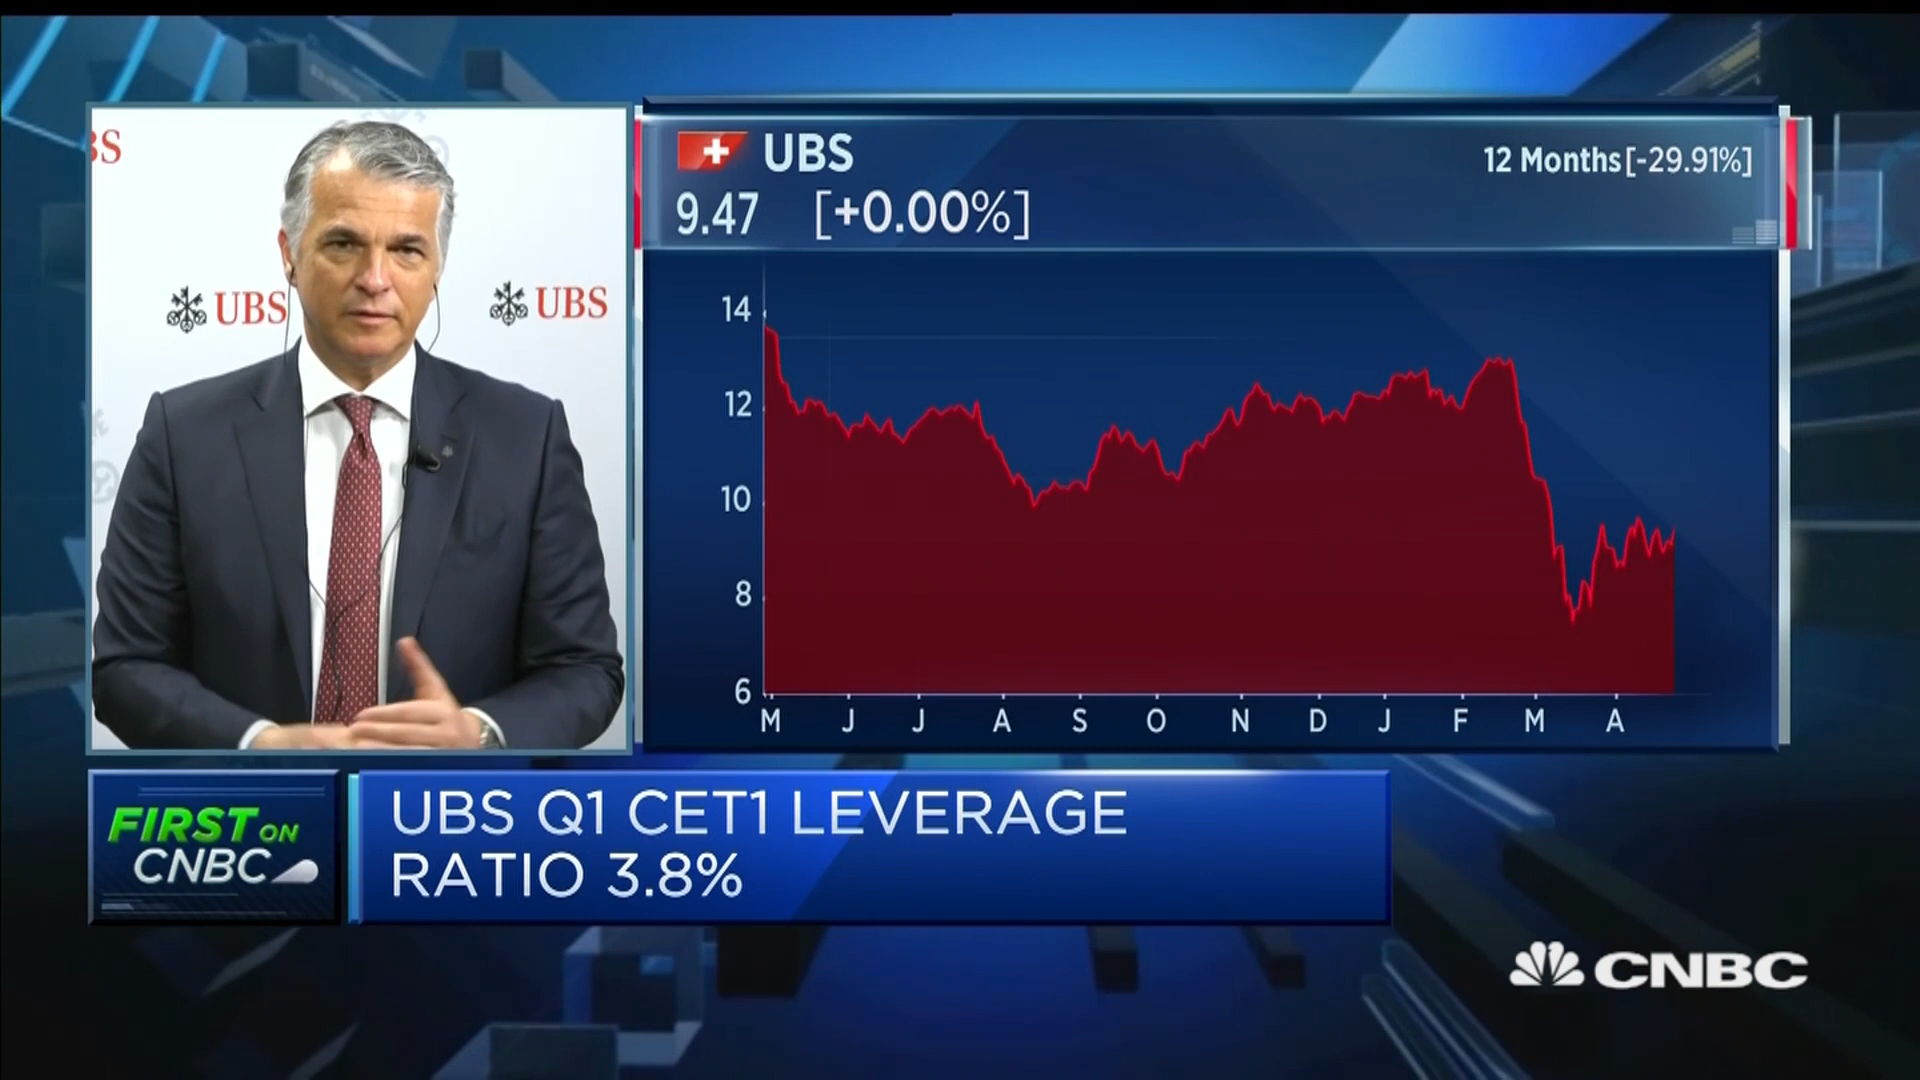 BS
UBS
UBS
UBS
12 Months [-29.91%]
9.47 [+0.00%]
14
12
10
8
6
M J J A S O N D J F M A
FIRST ON
CNBC
UBS Q1 CET1 LEVERAGE
RATIO 3.8%
CNBC